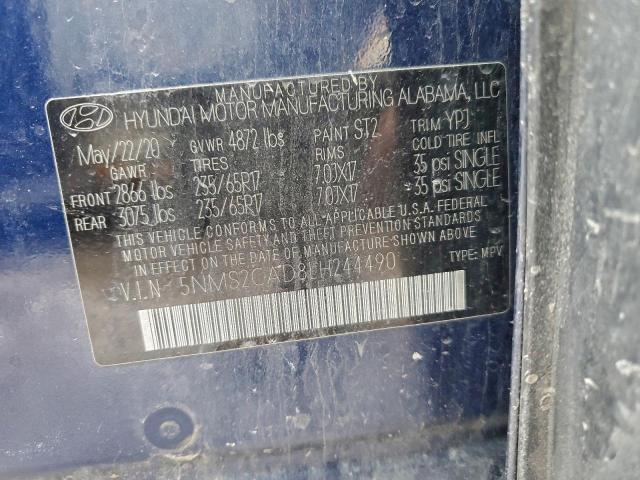 MANUFACTURED BY
HYUNDAI MOTOR MANUFACTURING ALABAMA, LLC
May/22/20 GVWR 4872 lbs PAINT ST2 TRIM YPJ
GAWR TIRES RIMS COLD TIRE INFL
FRONT 2866 lbs 235/65R17 7.0JX17 35 psi SINGLE
REAR 3075 lbs 235/65R17 7.0JX17 35 psi SINGLE
THIS VEHICLE CONFORMS TO ALL APPLICABLE U.S.A. FEDERAL
MOTOR VEHICLE SAFETY AND THEFT PREVENTION STANDARDS
IN EFFECT ON THE DATE OF MANUFACTURE SHOWN ABOVE.
V.I.N 5NMS2CAD8LH244490 TYPE: MPV